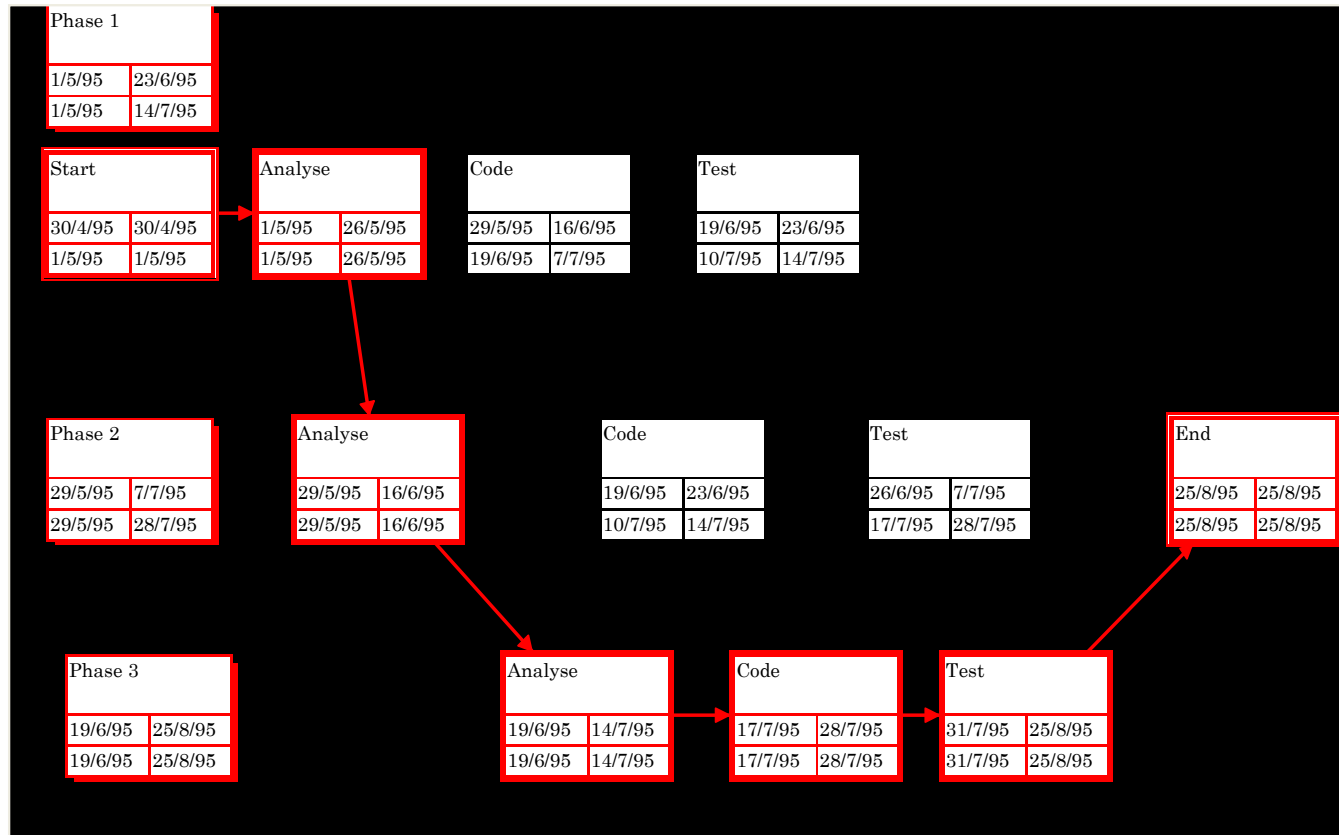 Phase 1
1/5/95 23/6/95
1/5/95 14/7/95
Start Analyse Code Test
30/4/95 30/4/95 1/5/95 26/5/95 29/5/95 16/6/95 19/6/95 23/6/95
1/5/95 1/5/95 1/5/95 26/5/95 19/6/95 7/7/95 10/7/95 14/7/95
Phase 2 Analyse Code Test End
29/5/95 7/7/95 29/5/95 16/6/95 19/6/95 23/6/95 26/6/95 7/7/95 25/8/95 25/8/95
29/5/95 28/7/95 29/5/95 16/6/95 10/7/95 14/7/95 17/7/95 28/7/95 25/8/95 25/8/95
Phase 3 Analyse Code Test
19/6/95 25/8/95 19/6/95 14/7/95 17/7/95 28/7/95 31/7/95 25/8/95
19/6/95 25/8/95 19/6/95 14/7/95 17/7/95 28/7/95 31/7/95 25/8/95